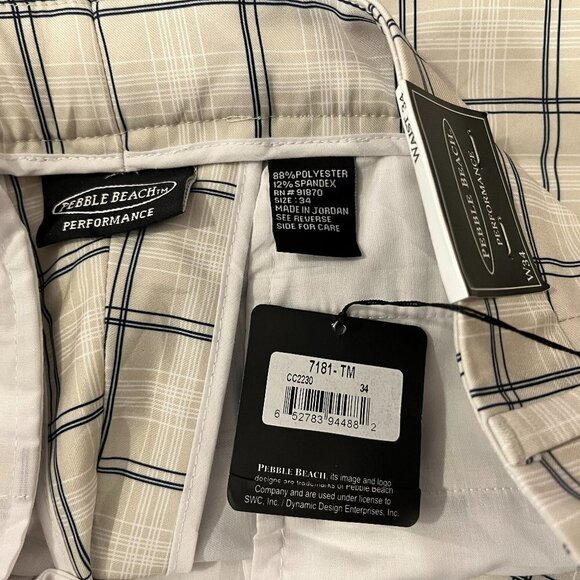 PEBBLE BEACH™
PERFORMANCE
88% POLYESTER
12% SPANDEX
RN # 91870
SIZE : 34
MADE IN JORDAN
SEE REVERSE
SIDE FOR CARE
WAIST 34
PEBBLE BEACH
PERFORMANCE
W34
7181- TM
CC2230 34
6 52783 94488 2
PEBBLE BEACH, its image and logo
designs are trademarks of Pebble Beach
Company and are used under license to
SWC, Inc. / Dynamic Design Enterprises, Inc.